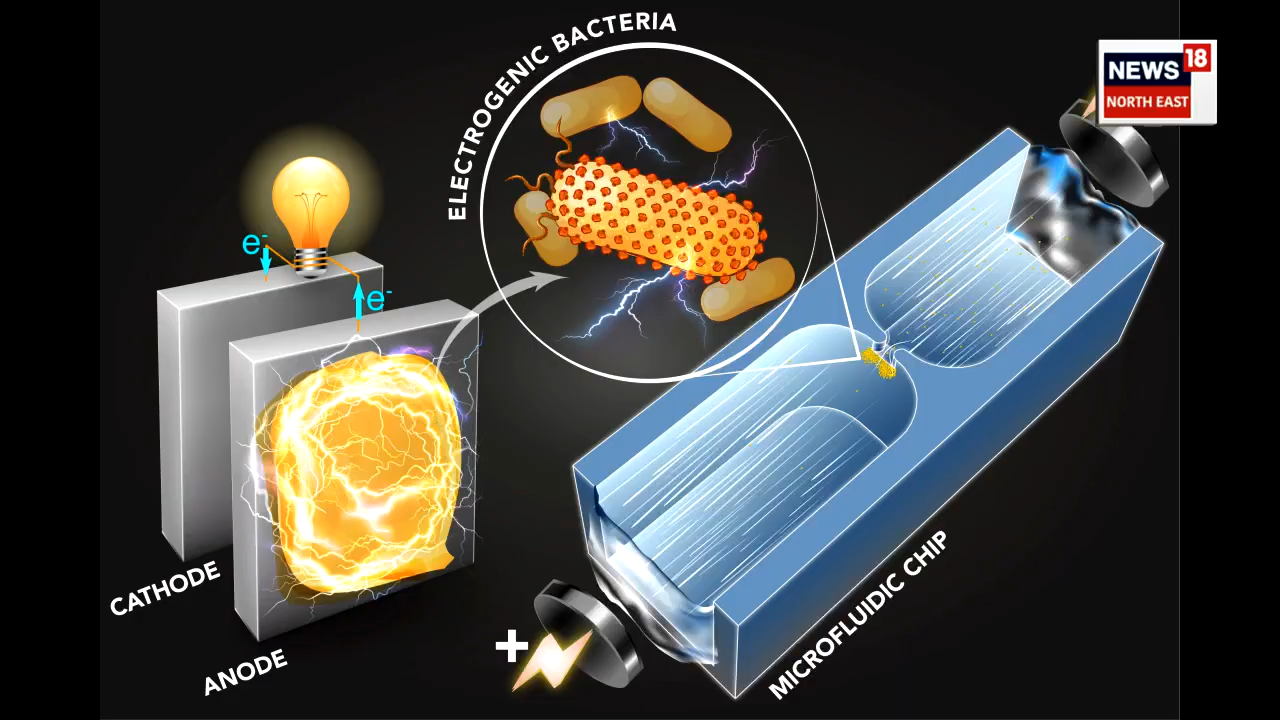 ELECTROGENIC BACTERIA
NEWS 18
NORTH EAST
e-
e-
CATHODE
ANODE
+
MICROFLUIDIC CHIP